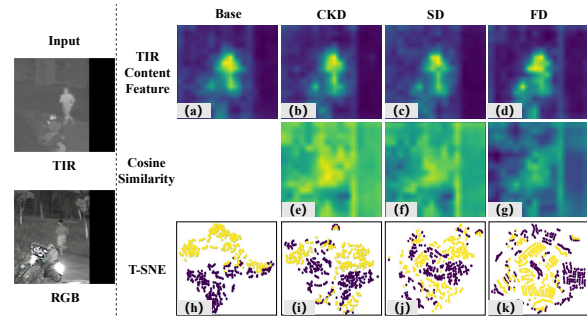 Base CKD SD FD
Input
TIR
Content
Feature
(a) (b) (c) (d)
TIR
Cosine
Similarity
(e) (f) (g)
T-SNE
RGB
(h) (i) (j) (k)